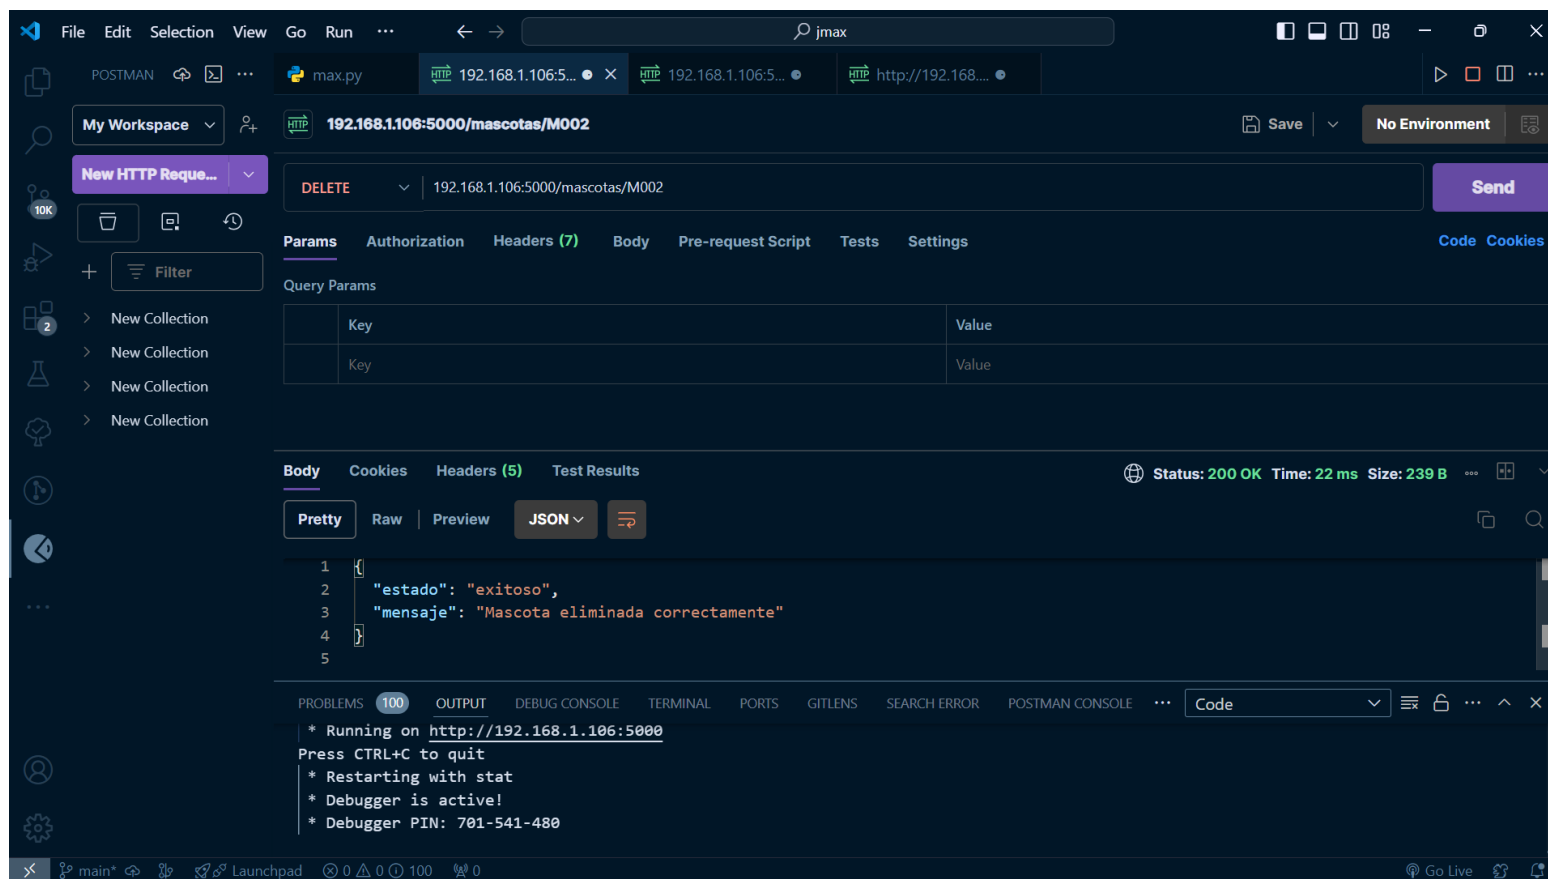 File Edit Selection View Go Run ··· jmax
POSTMAN ··· max.py HTTP 192.168.1.106:5... HTTP 192.168.1.106:5... HTTP http://192.168.... ···
My Workspace HTTP 192.168.1.106:5000/mascotas/M002 Save No Environment
New HTTP Reque... DELETE 192.168.1.106:5000/mascotas/M002 Send
10K
Params Authorization Headers (7) Body Pre-request Script Tests Settings Code Cookies
Filter Query Params
New Collection Key Value
2
New Collection Key Value
New Collection
New Collection
Body Cookies Headers (5) Test Results Status: 200 OK Time: 22 ms Size: 239 B
Pretty Raw Preview JSON
1 {
2 "estado": "exitoso",
3 "mensaje": "Mascota eliminada correctamente"
4 }
5
PROBLEMS 100 OUTPUT DEBUG CONSOLE TERMINAL PORTS GITLENS SEARCH ERROR POSTMAN CONSOLE ··· Code
* Running on http://192.168.1.106:5000
Press CTRL+C to quit
* Restarting with stat
* Debugger is active!
* Debugger PIN: 701-541-480
main* Launchpad 0 0 100 0 Go Live